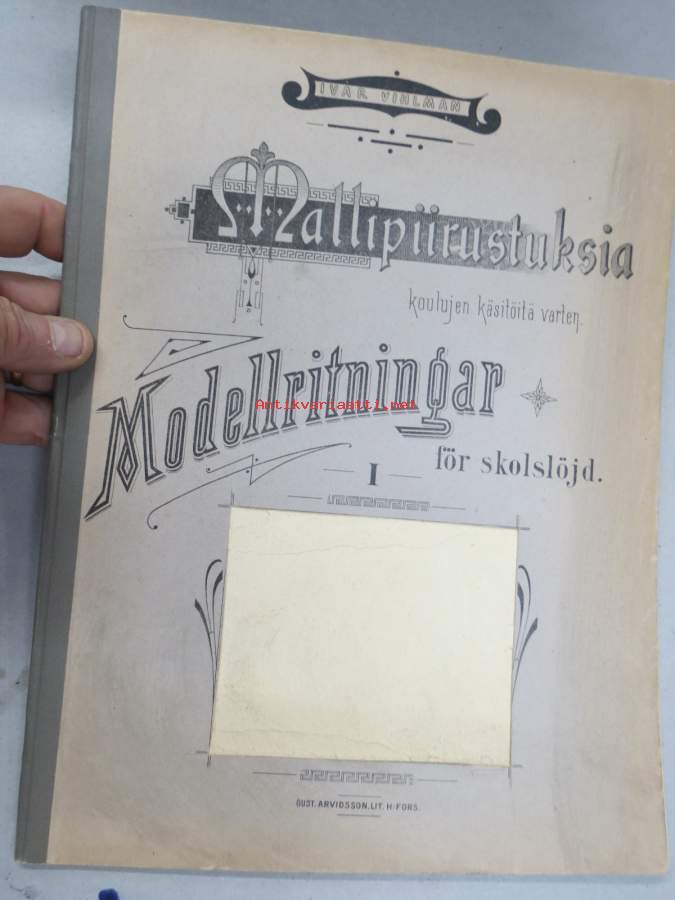 IVAR VIHLMAN
Mallipiirustuksia
koulujen käsitöitä varten.
Modellritningar
Antikvariaatti.net
för skolslöjd.
I
GUST. ARVIDSSON. LIT. H:FORS.